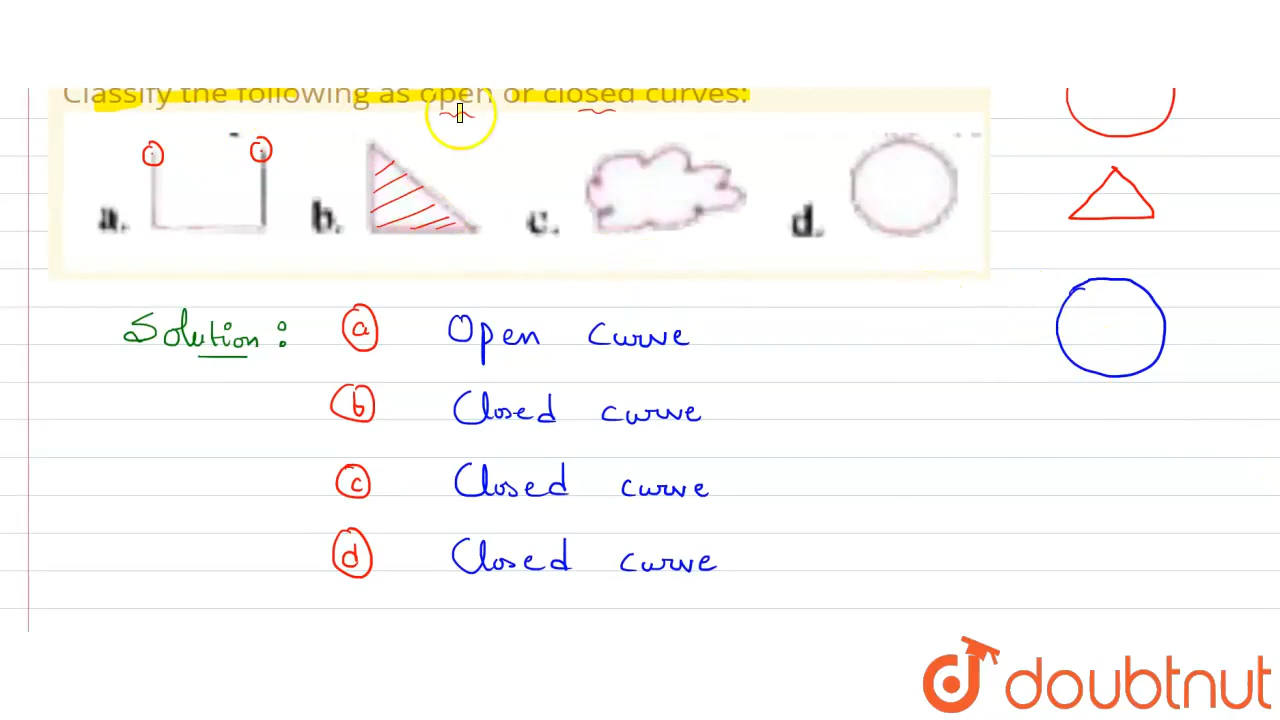 Classify the following as open or closed curves:
a. b. c. d.
Solution : a Open curve
b Closed curve
c Closed curve
d Closed curve
doubtnut